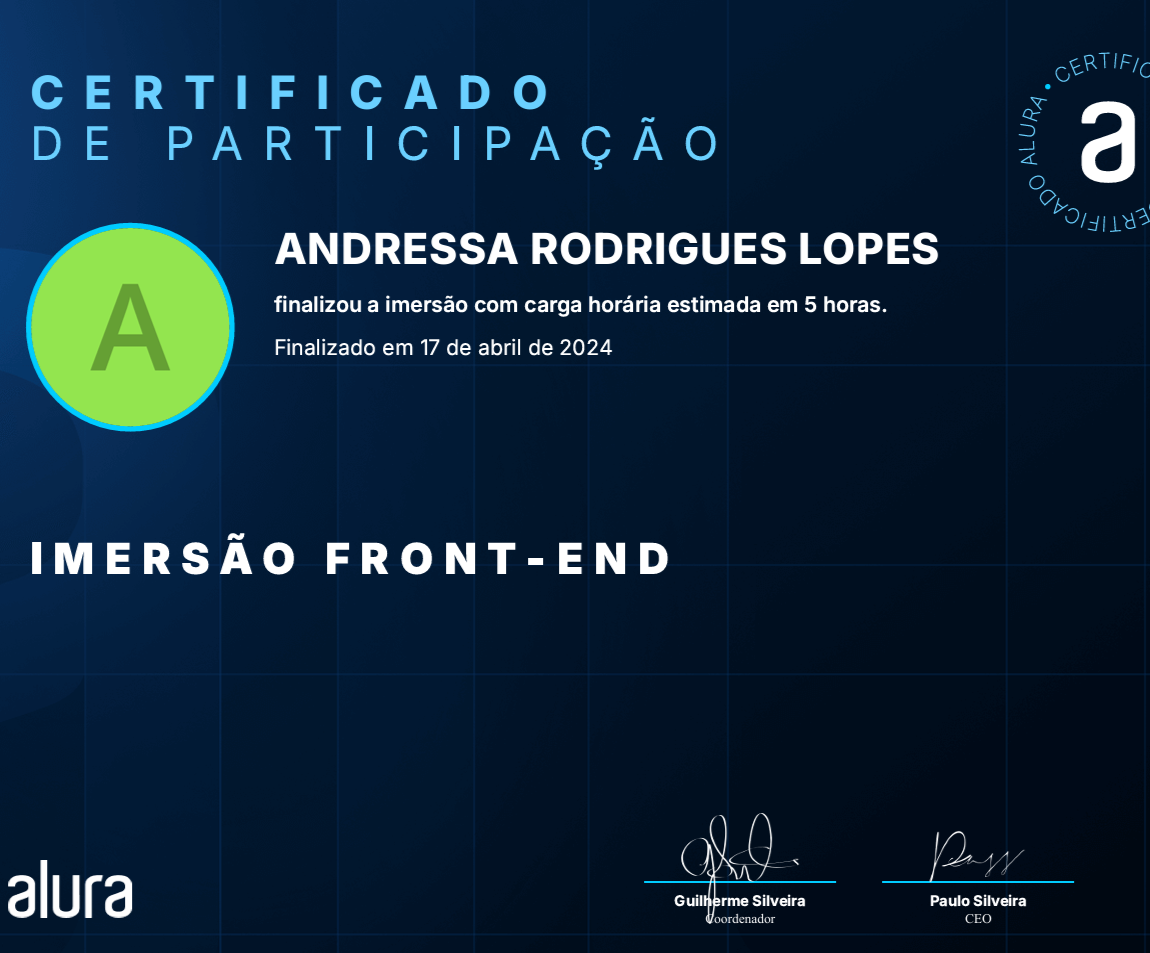 CERTIFICADO
DE PARTICIPAÇÃO
CERTIFICADO ALURA •
a
A
ANDRESSA RODRIGUES LOPES
finalizou a imersão com carga horária estimada em 5 horas.
Finalizado em 17 de abril de 2024
IMERSÃO FRONT-END
alura
Guilherme Silveira
Coordenador
Paulo Silveira
CEO